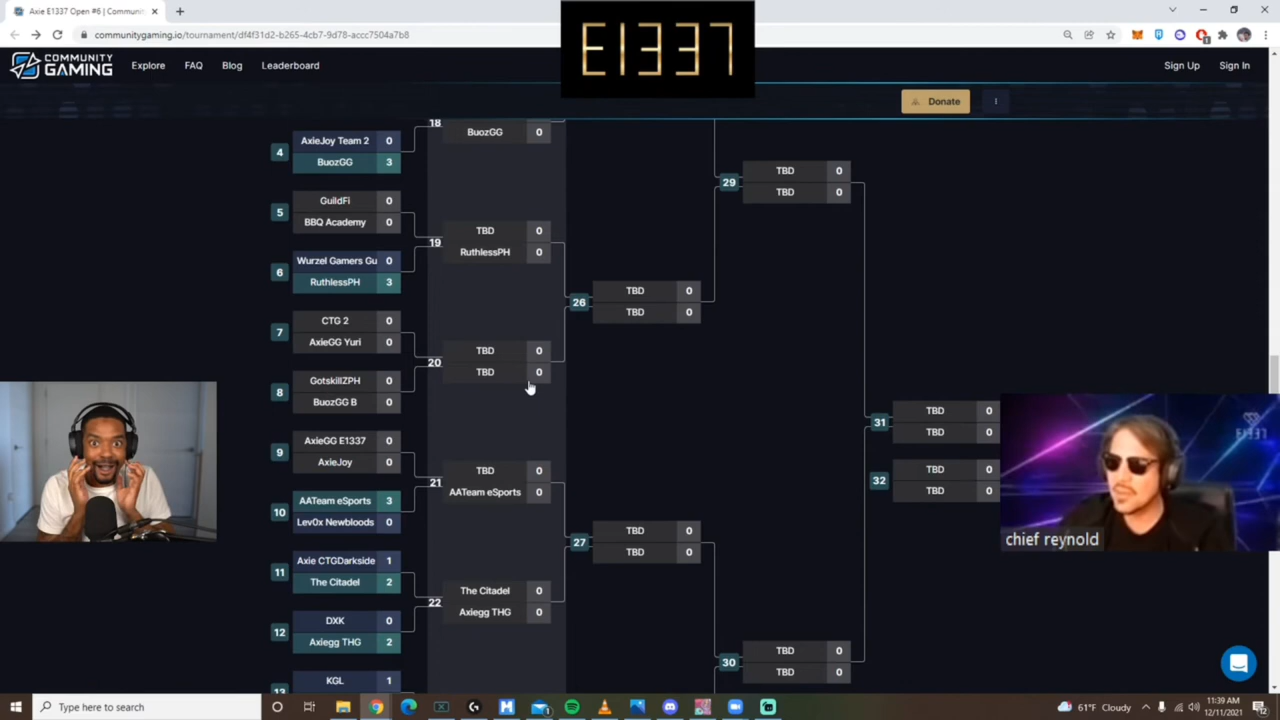 Axie E1337 Open #6 | Communit
communitygaming.io/tournament/df4f31d2-b265-4cb7-9d78-accc7504a7b8
E1337
COMMUNITY
GAMING
Explore
FAQ
Blog
Leaderboard
Sign Up
Sign In
Donate
4
AxieJoy Team 2 0
BuozGG 3
5
GuildFi 0
BBQ Academy 0
6
Wurzel Gamers Gu 0
RuthlessPH 3
7
CTG 2 0
AxieGG Yuri 0
8
GotskillZPH 0
BuozGG B 0
9
AxieGG E1337 0
AxieJoy 0
10
AATeam eSports 3
Lev0x Newbloods 0
11
Axie CTGDarkside 1
The Citadel 2
12
DXK 0
Axiegg THG 2
13
KGL 1
18
BuozGG 0
19
TBD 0
RuthlessPH 0
20
TBD 0
TBD 0
21
TBD 0
AATeam eSports 0
22
The Citadel 0
Axiegg THG 0
26
TBD 0
TBD 0
27
TBD 0
TBD 0
29
TBD 0
TBD 0
30
TBD 0
TBD 0
31
TBD 0
TBD 0
32
TBD 0
TBD 0
E1337
chief reynold
Type here to search
61°F Cloudy
11:39 AM
12/11/2021
12